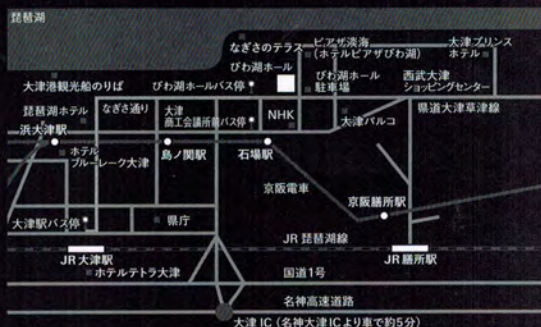 琵琶湖
なぎさのテラス
ピアザ淡海
(ホテルピアザびわ湖)
大津プリンス
ホテル
びわ湖ホール
大津港観光船のりば
びわ湖ホールバス停
びわ湖ホール
駐車場
西武大津
ショッピングセンター
琵琶湖ホテル
なぎさ通り
大津
商工会議所前バス停
NHK
大津パルコ
県道大津草津線
浜大津駅
ホテル
ブルーレーク大津
島ノ関駅
石場駅
京阪電車
京阪膳所駅
大津駅バス停
県庁
JR 琵琶湖線
JR 大津駅
JR 膳所駅
ホテルテトラ大津
国道1号
名神高速道路
大津 IC (名神大津 IC より車で約5分)